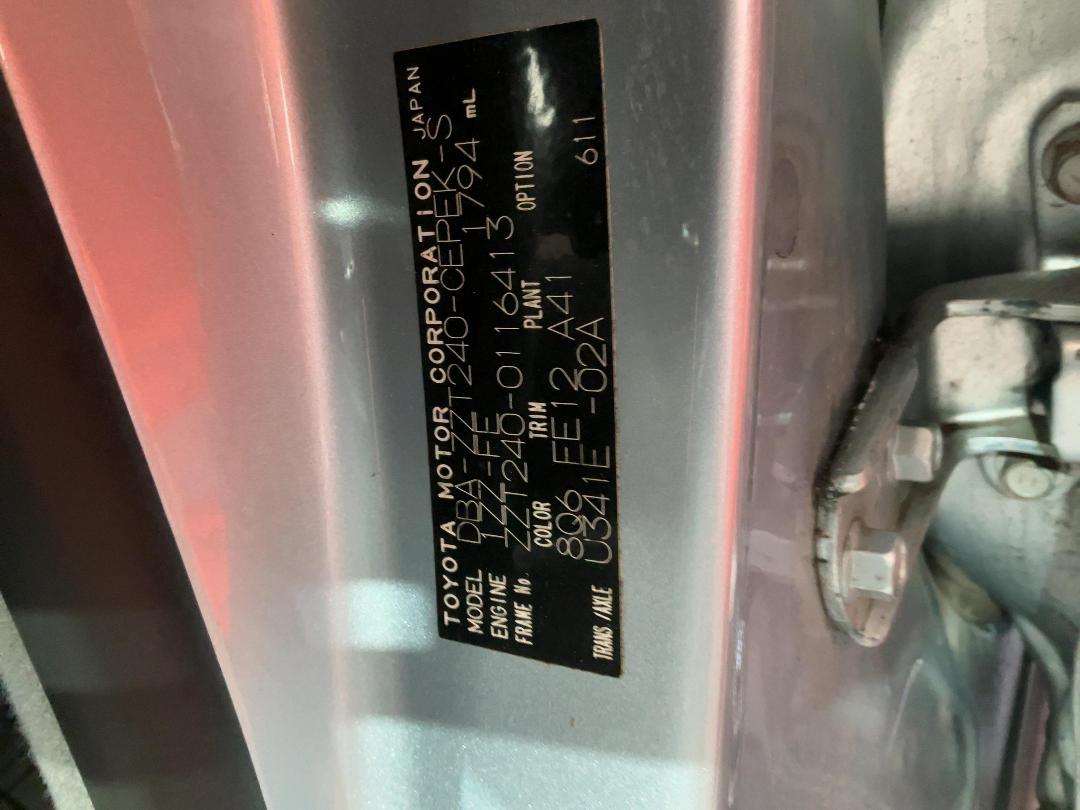 TOYOTA MOTOR CORPORATION JAPAN
MODEL DBA-ZZT240-CEPEK-S
ENGINE 1ZZ-FE 1794 mL
FRAME No. ZZT240-0116413
COLOR TRIM PLANT OPTION
8Q6 FE12 A41 611
TRANS/AXLE U341E -02A